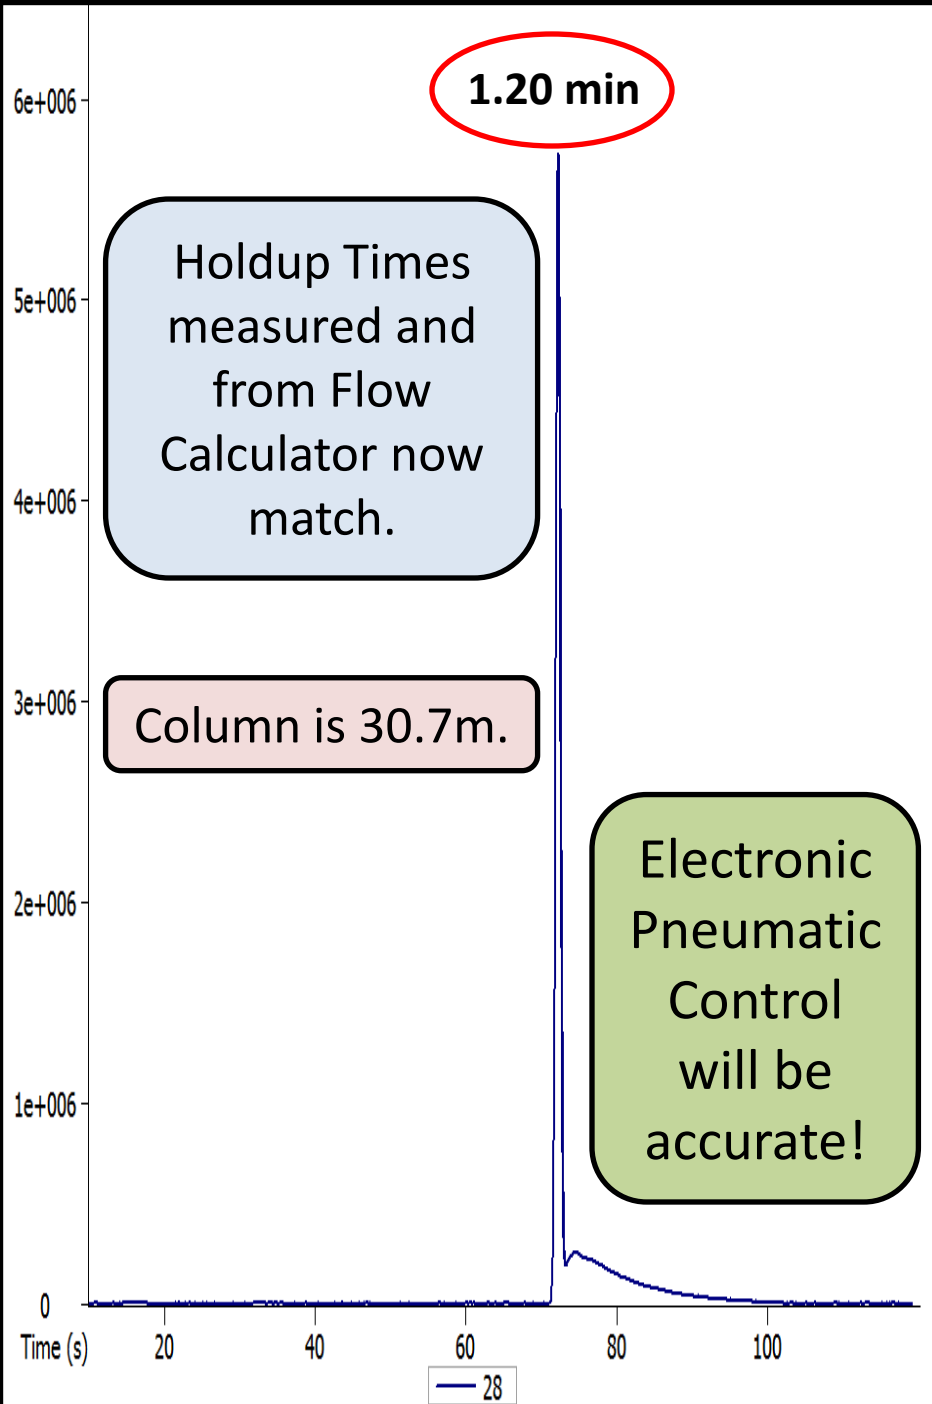 1.20 min
6e+006
Holdup Times
measured and
from Flow
Calculator now
match.
5e+006
4e+006
3e+006
Column is 30.7m.
Electronic
Pneumatic
Control
will be
accurate!
2e+006
1e+006
0
Time (s) 20 40 60 80 100
28